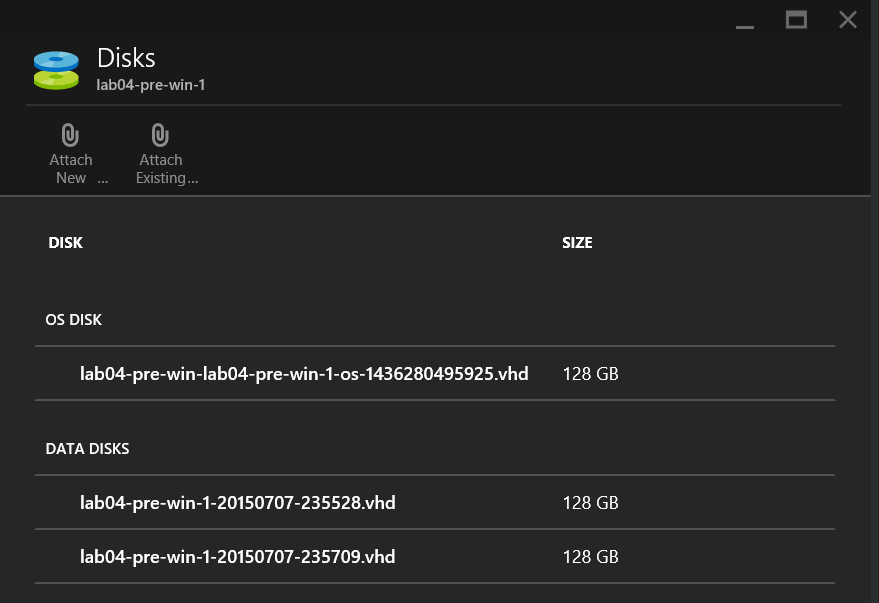 Disks
lab04-pre-win-1
Attach New ...
Attach Existing...
DISK SIZE
OS DISK
lab04-pre-win-lab04-pre-win-1-os-1436280495925.vhd 128 GB
DATA DISKS
lab04-pre-win-1-20150707-235528.vhd 128 GB
lab04-pre-win-1-20150707-235709.vhd 128 GB